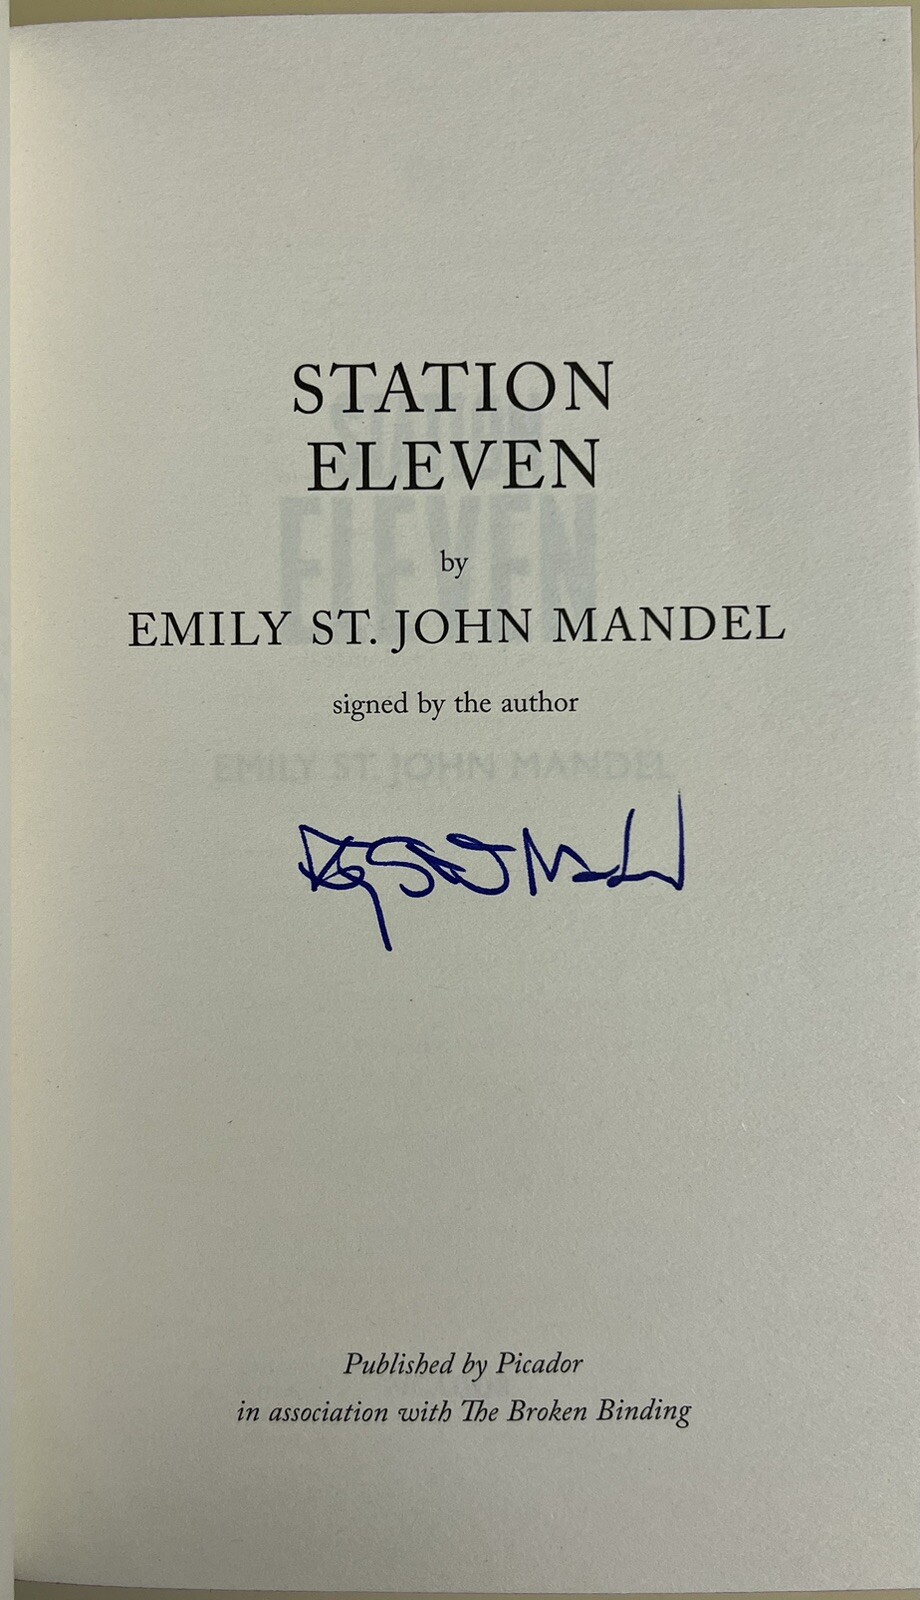 STATION
ELEVEN
by
EMILY ST. JOHN MANDEL
signed by the author
Published by Picador
in association with The Broken Binding